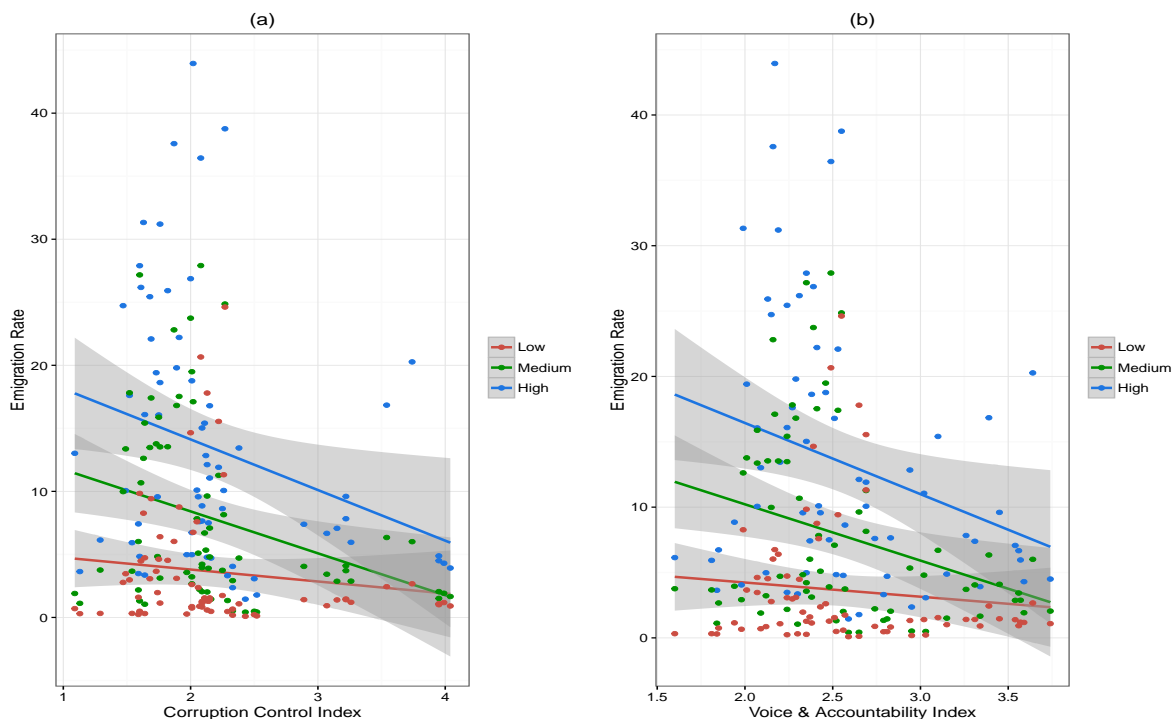 (a)
Emigration Rate
40
30
20
10
0
1 2 3 4
Corruption Control Index
Low
Medium
High
(b)
Emigration Rate
40
30
20
10
0
1.5 2.0 2.5 3.0 3.5
Voice & Accountability Index
Low
Medium
High